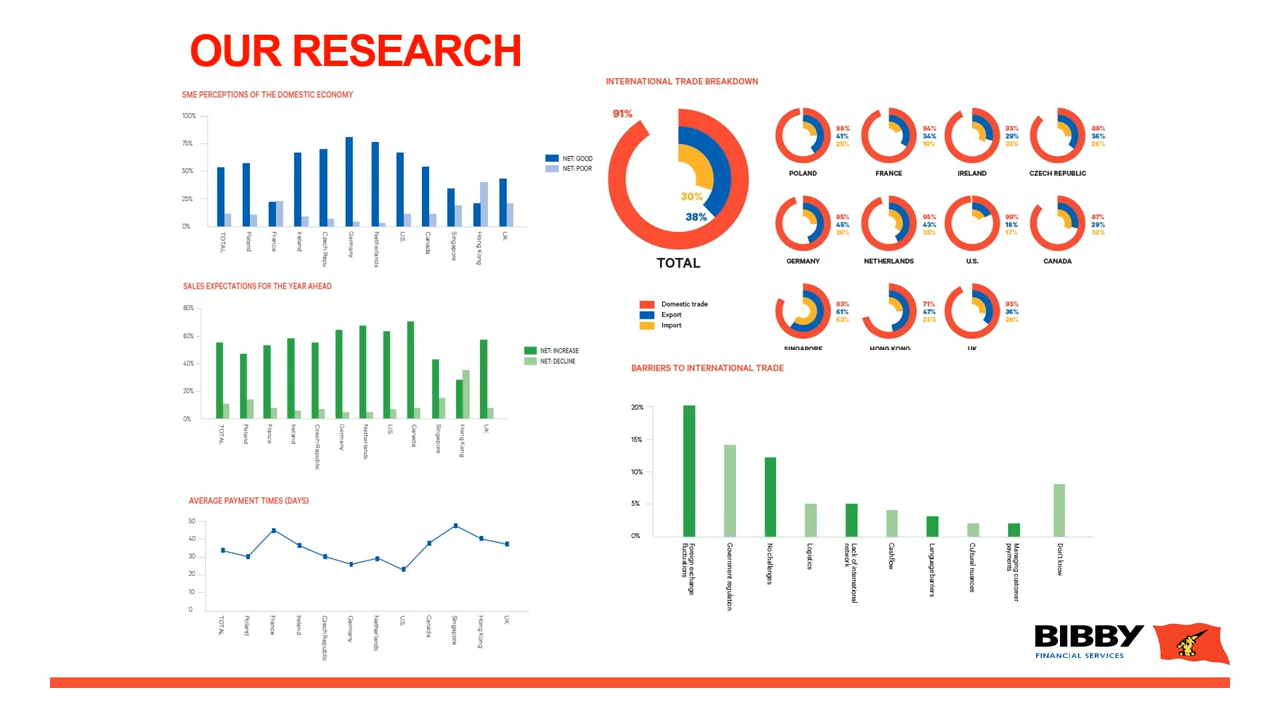 OUR RESEARCH
SME PERCEPTIONS OF THE DOMESTIC ECONOMY
100%
75%
50%
25%
0%
TOTAL
Poland
France
Ireland
Czech Repu
Germany
Netherlands
U.S.
Canada
Singapore
Hong Kong
UK
NET: GOOD
NET: POOR
SALES EXPECTATIONS FOR THE YEAR AHEAD
80%
60%
40%
20%
0%
TOTAL
Poland
France
Ireland
Czech Republic
Germany
Netherlands
U.S.
Canada
Singapore
Hong Kong
UK
NET: INCREASE
NET: DECLINE
AVERAGE PAYMENT TIMES (DAYS)
50
40
30
20
10
0
TOTAL
Poland
France
Ireland
Czech Republic
Germany
Netherlands
U.S.
Canada
Singapore
Hong Kong
UK
INTERNATIONAL TRADE BREAKDOWN
91%
30%
38%
TOTAL
Domestic trade
Export
Import
98%
41%
25%
POLAND
94%
34%
19%
FRANCE
93%
29%
33%
IRELAND
88%
36%
26%
CZECH REPUBLIC
95%
45%
26%
GERMANY
95%
43%
35%
NETHERLANDS
99%
18%
17%
U.S.
87%
29%
32%
CANADA
83%
61%
62%
SINGAPORE
71%
47%
25%
HONG KONG
93%
36%
28%
UK
BARRIERS TO INTERNATIONAL TRADE
20%
15%
10%
5%
0%
Foreign exchange
fluctuations
Government regulation
No challenges
Logistics
Lack of international
network
Cashflow
Language barriers
Cultural nuances
Managing customer
payments
Don't know
BIBBY
FINANCIAL SERVICES